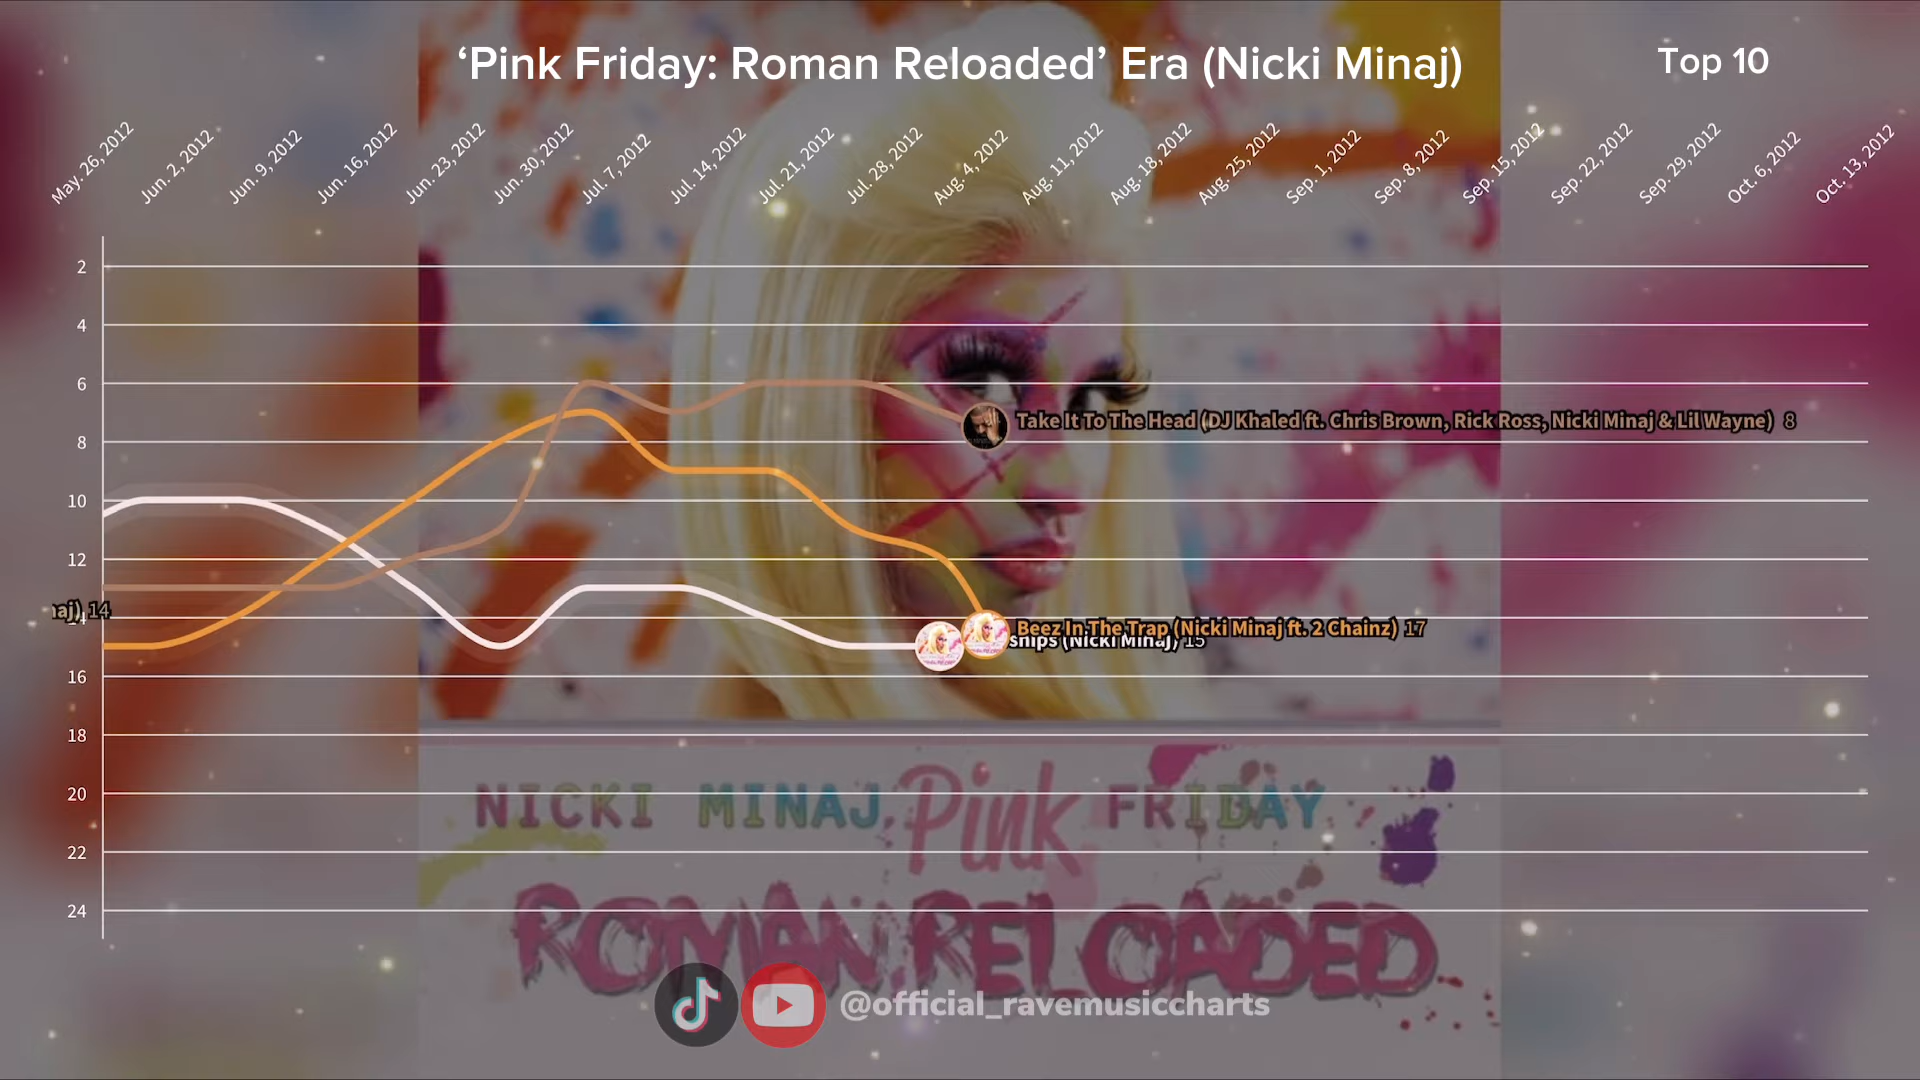 ‘Pink Friday: Roman Reloaded’ Era (Nicki Minaj)
Top 10
May. 26, 2012
Jun. 2, 2012
Jun. 9, 2012
Jun. 16, 2012
Jun. 23, 2012
Jun. 30, 2012
Jul. 7, 2012
Jul. 14, 2012
Jul. 21, 2012
Jul. 28, 2012
Aug. 4, 2012
Aug. 11, 2012
Aug. 18, 2012
Aug. 25, 2012
Sep. 1, 2012
Sep. 8, 2012
Sep. 15, 2012
Sep. 22, 2012
Sep. 29, 2012
Oct. 6, 2012
Oct. 13, 2012
2
4
6
Take It To The Head (DJ Khaled ft. Chris Brown, Rick Ross, Nicki Minaj & Lil Wayne) 8
8
10
12
naj) 14
14
Beez In The Trap (Nicki Minaj ft. 2 Chainz) 17
ships (Nicki Minaj) 15
16
18
20
22
24
NICKI MINAJ Pink FRIDAY
ROMAN RELOADED
@official_ravemusiccharts